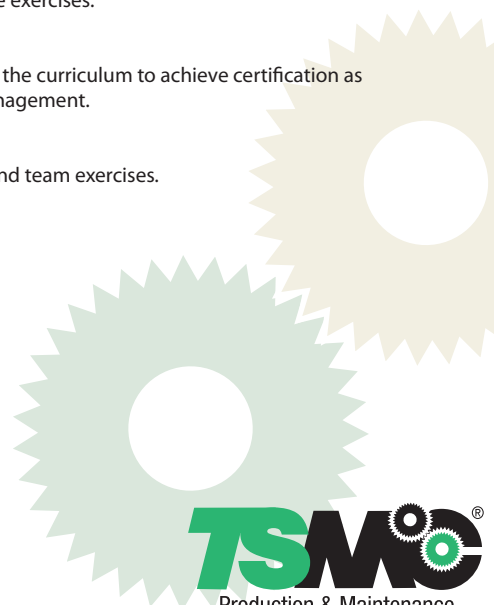 exercises.
the curriculum to achieve certification as
nagement.
nd team exercises.
TSMC®
Production & Maintenance